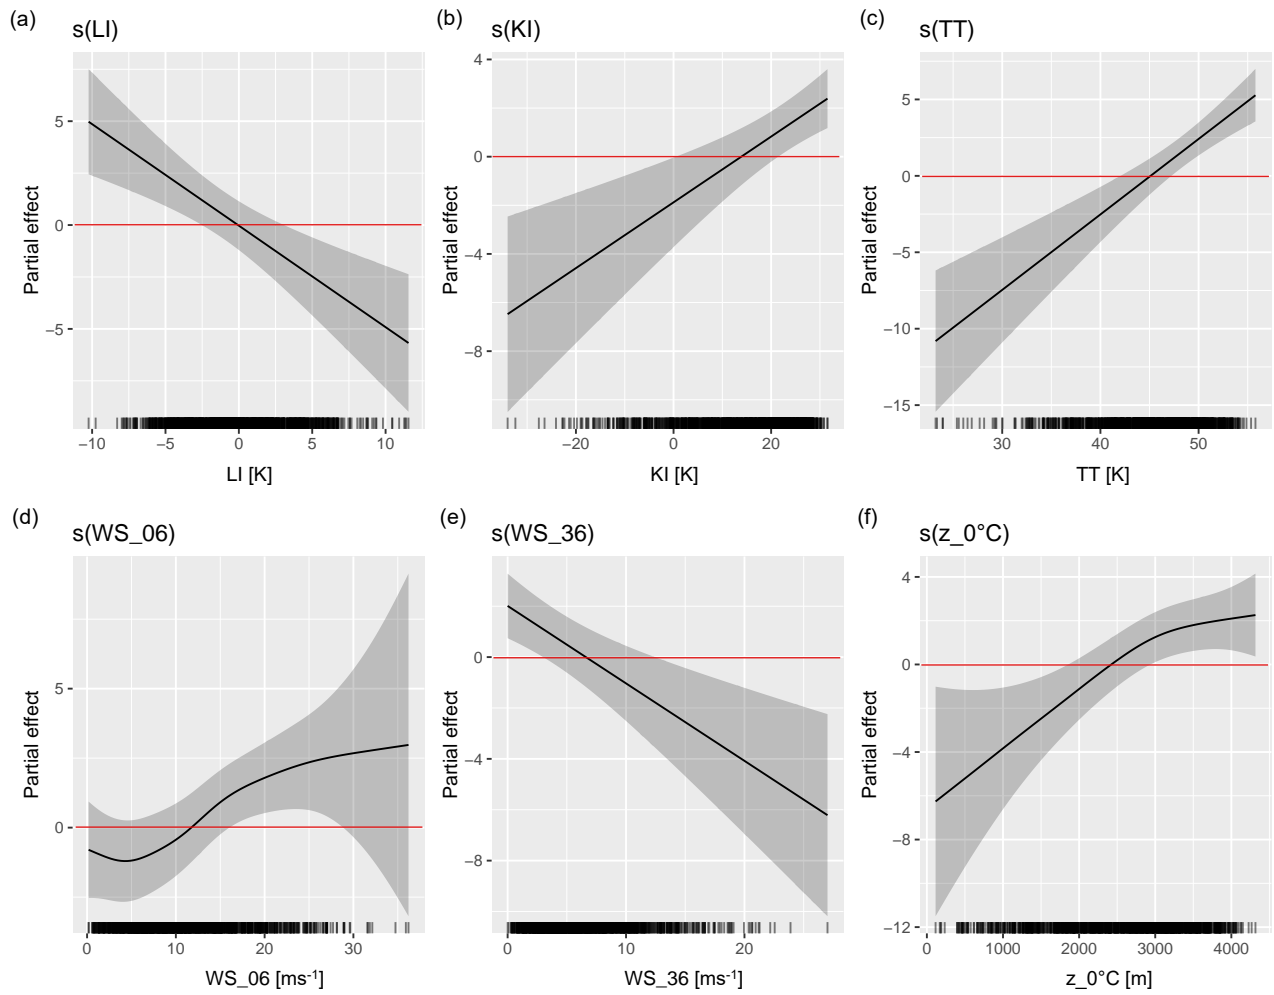 (a)
s(LI)
5
0
−5
Partial effect
−10 −5 0 5 10
LI [K]
(b)
s(KI)
4
0
−4
−8
Partial effect
−20 0 20
KI [K]
(c)
s(TT)
5
0
−5
−10
−15
Partial effect
30 40 50
TT [K]
(d)
s(WS_06)
5
0
Partial effect
0 10 20 30
WS_06 [ms⁻¹]
(e)
s(WS_36)
0
−4
−8
Partial effect
0 10 20
WS_36 [ms⁻¹]
(f)
s(z_0°C)
4
0
−4
−8
−12
Partial effect
0 1000 2000 3000 4000
z_0°C [m]